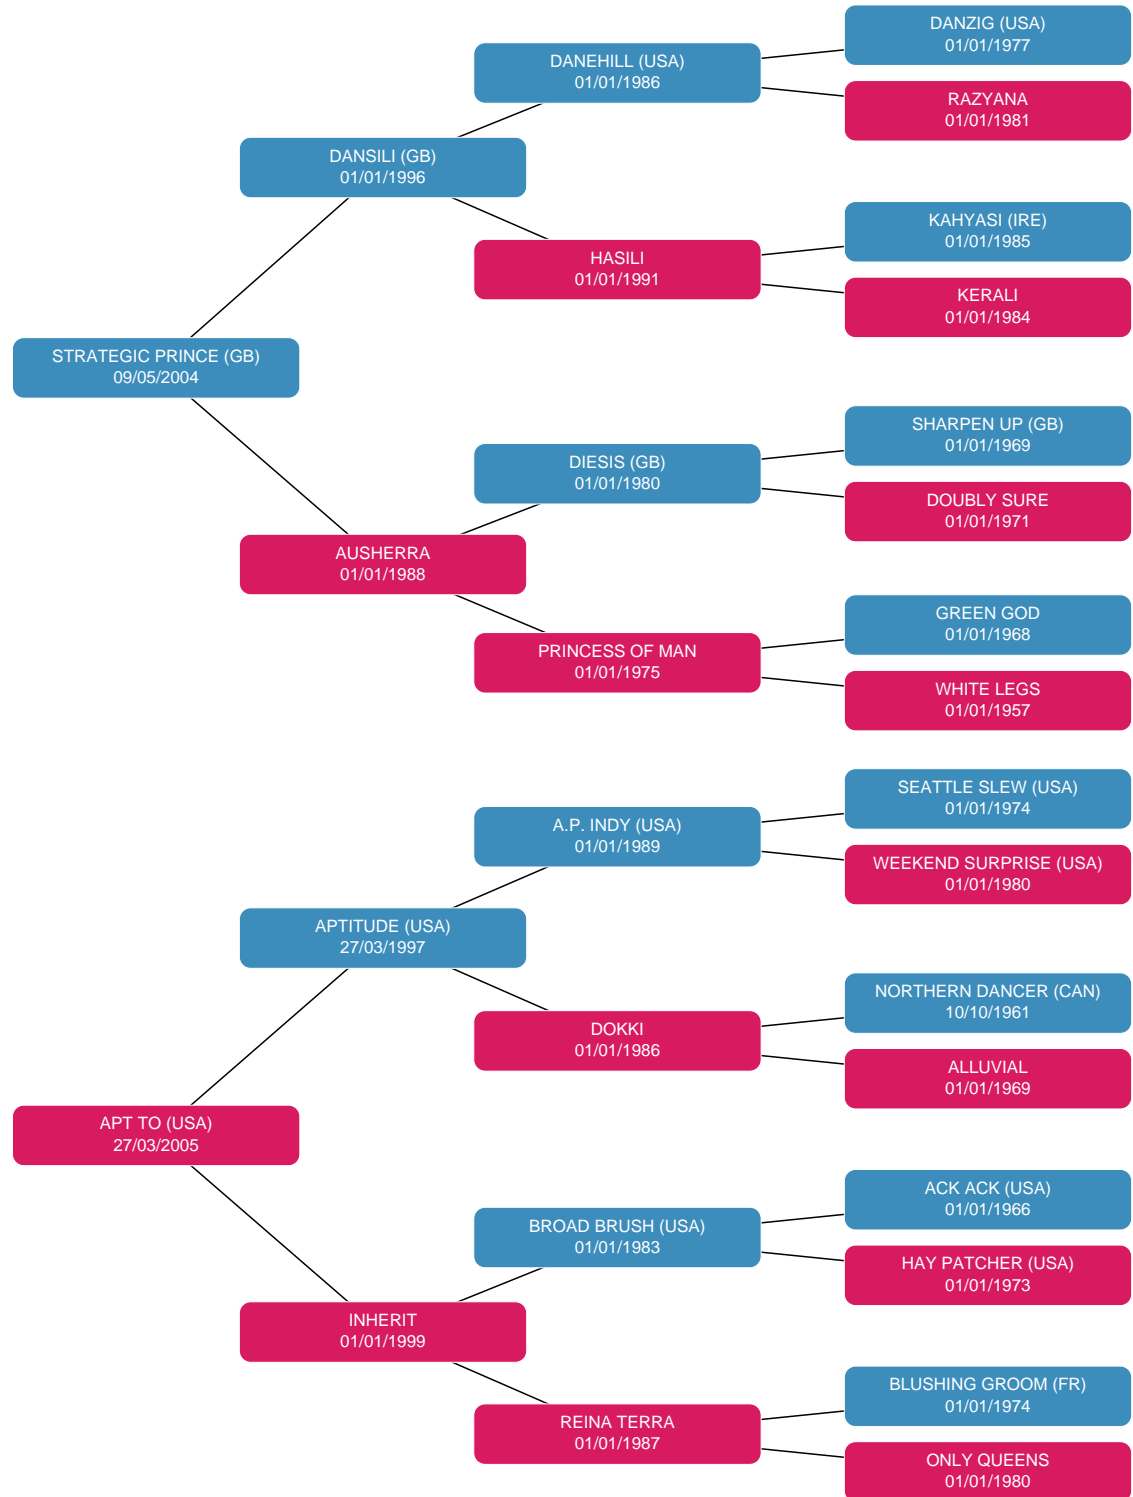 DANZIG (USA)
01/01/1977
DANEHILL (USA)
01/01/1986
RAZYANA
01/01/1981
DANSILI (GB)
01/01/1996
KAHYASI (IRE)
01/01/1985
HASILI
01/01/1991
KERALI
01/01/1984
STRATEGIC PRINCE (GB)
09/05/2004
SHARPEN UP (GB)
01/01/1969
DIESIS (GB)
01/01/1980
DOUBLY SURE
01/01/1971
AUSHERRA
01/01/1988
GREEN GOD
01/01/1968
PRINCESS OF MAN
01/01/1975
WHITE LEGS
01/01/1957
SEATTLE SLEW (USA)
01/01/1974
A.P. INDY (USA)
01/01/1989
WEEKEND SURPRISE (USA)
01/01/1980
APTITUDE (USA)
27/03/1997
NORTHERN DANCER (CAN)
10/10/1961
DOKKI
01/01/1986
ALLUVIAL
01/01/1969
APT TO (USA)
27/03/2005
ACK ACK (USA)
01/01/1966
BROAD BRUSH (USA)
01/01/1983
HAY PATCHER (USA)
01/01/1973
INHERIT
01/01/1999
BLUSHING GROOM (FR)
01/01/1974
REINA TERRA
01/01/1987
ONLY QUEENS
01/01/1980